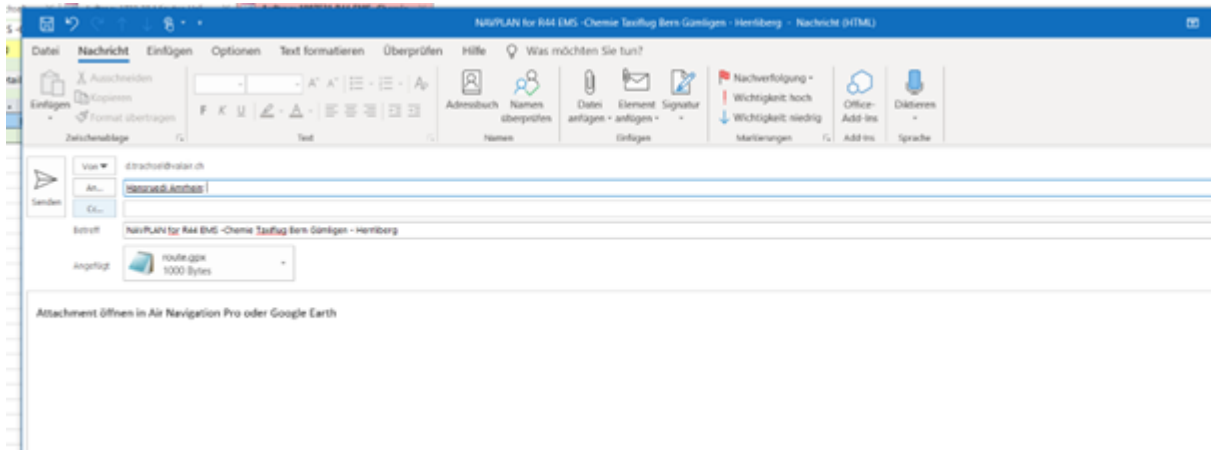 NAVPLAN for R44 EMS -Chemie Taxiflug Bern Gümligen - Herrliberg - Nachricht (HTML)
Datei Nachricht Einfügen Optionen Text formatieren Überprüfen Hilfe Was möchten Sie tun?
Einfügen
Ausschneiden
Kopieren
Format übertragen
Zwischenablage
F K U
Text
Adressbuch
Namen überprüfen
Namen
Datei anfügen
Element anfügen
Signatur
Einfügen
Nachverfolgung
Wichtigkeit: hoch
Wichtigkeit: niedrig
Markierungen
Office-Add-Ins
Add-Ins
Diktieren
Sprache
Senden
Von
An...
Cc...
Betreff NAVPLAN for R44 EMS -Chemie Taxiflug Bern Gümligen - Herrliberg
Angefügt
route.gpx
1000 Bytes
Attachment öffnen in Air Navigation Pro oder Google Earth